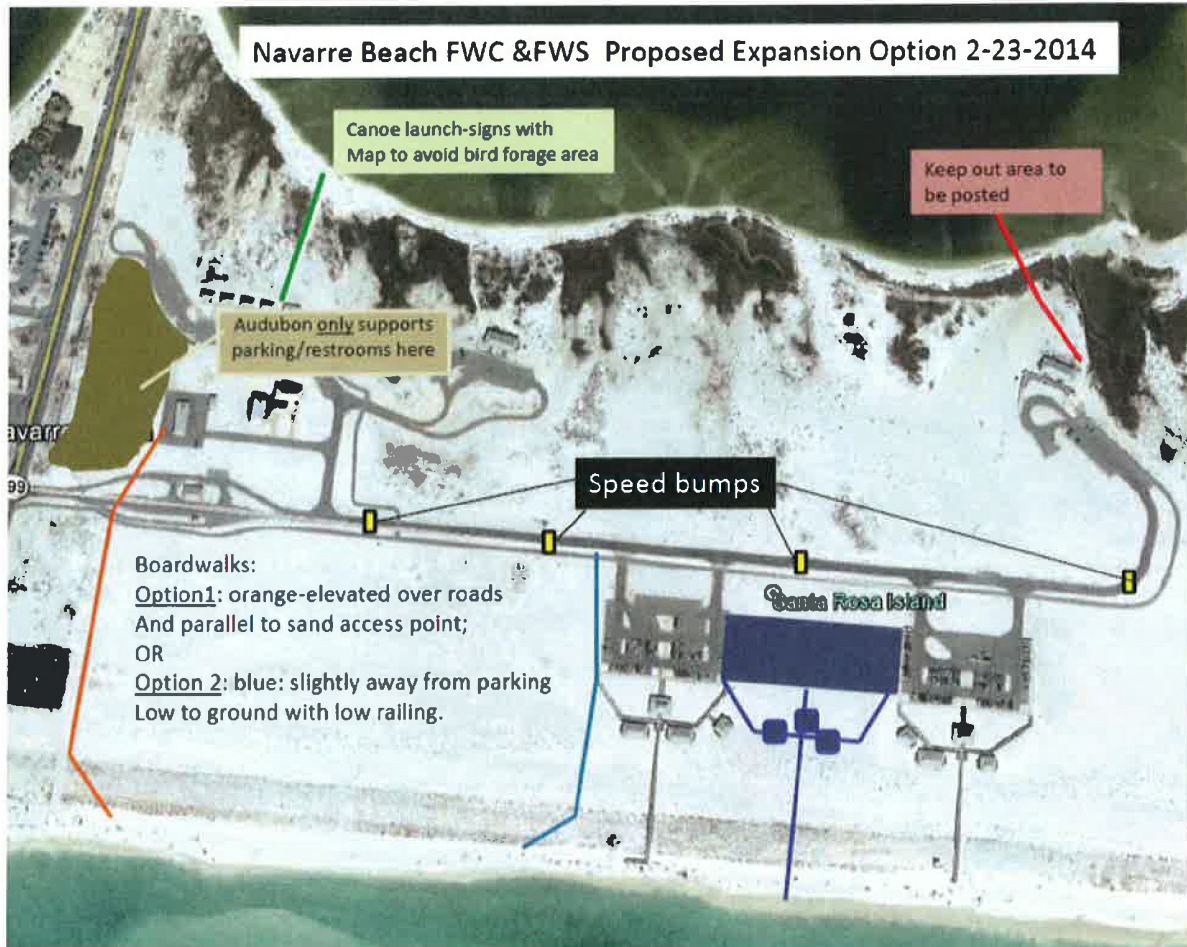 Navarre Beach FWC &FWS Proposed Expansion Option 2-23-2014
Canoe launch-signs with
Map to avoid bird forage area
Keep out area to
be posted
Audubon only supports
parking/restrooms here
avarre
99)
Speed bumps
Santa Rosa Island
Boardwalks:
Option1: orange-elevated over roads
And parallel to sand access point;
OR
Option 2: blue: slightly away from parking
Low to ground with low railing.